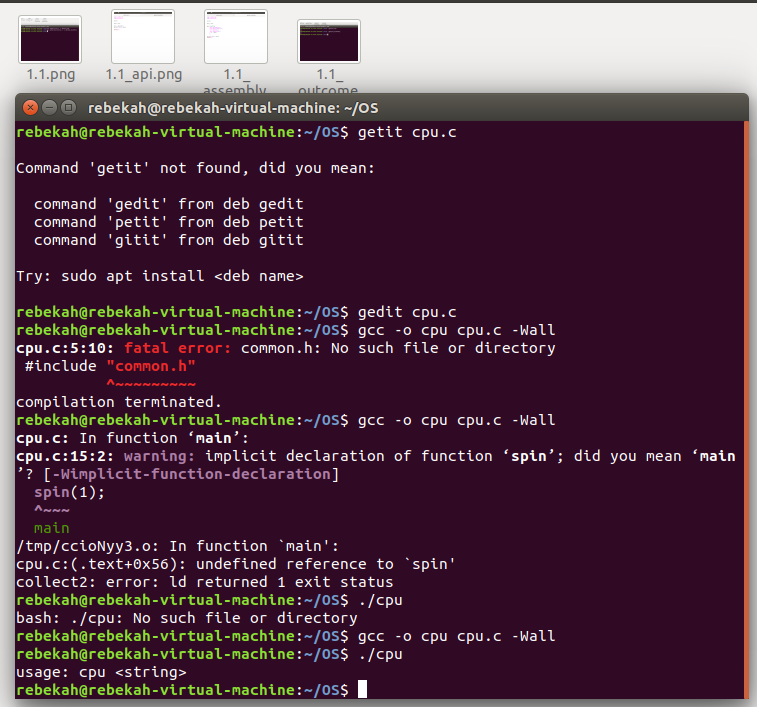 1.1.png
1.1_api.png
1.1_
assembly
1.1_
outcome
rebekah@rebekah-virtual-machine: ~/OS
rebekah@rebekah-virtual-machine:~/OS$ getit cpu.c
Command 'getit' not found, did you mean:
command 'gedit' from deb gedit
command 'petit' from deb petit
command 'gitit' from deb gitit
Try: sudo apt install <deb name>
rebekah@rebekah-virtual-machine:~/OS$ gedit cpu.c
rebekah@rebekah-virtual-machine:~/OS$ gcc -o cpu cpu.c -Wall
cpu.c:5:10: fatal error: common.h: No such file or directory
#include "common.h"
^~~~~~~~~~
compilation terminated.
rebekah@rebekah-virtual-machine:~/OS$ gcc -o cpu cpu.c -Wall
cpu.c: In function ‘main’:
cpu.c:15:2: warning: implicit declaration of function ‘spin’; did you mean ‘main
’? [-Wimplicit-function-declaration]
spin(1);
^~~~
main
/tmp/ccioNyy3.o: In function `main':
cpu.c:(.text+0x56): undefined reference to `spin'
collect2: error: ld returned 1 exit status
rebekah@rebekah-virtual-machine:~/OS$ ./cpu
bash: ./cpu: No such file or directory
rebekah@rebekah-virtual-machine:~/OS$ gcc -o cpu cpu.c -Wall
rebekah@rebekah-virtual-machine:~/OS$ ./cpu
usage: cpu <string>
rebekah@rebekah-virtual-machine:~/OS$